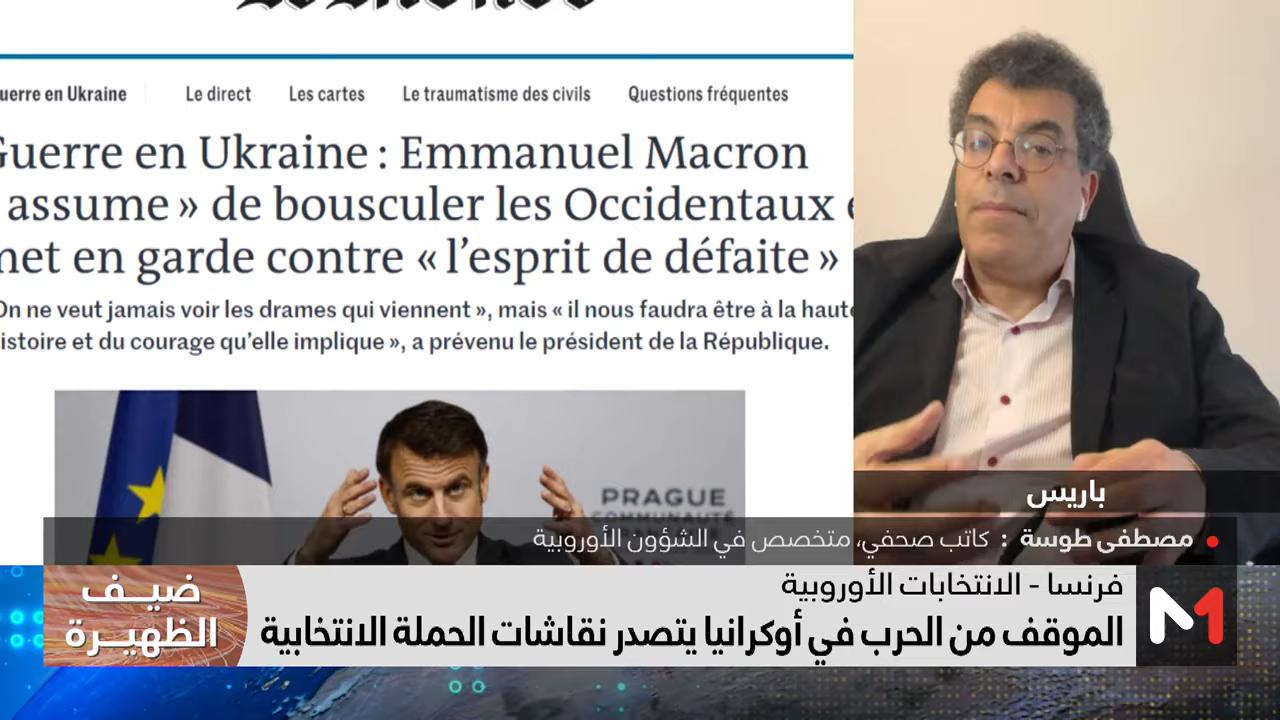 Guerre en Ukraine
Le direct
Les cartes
Le traumatisme des civils
Questions fréquentes
Guerre en Ukraine : Emmanuel Macron
assume » de bousculer les Occidentaux
met en garde contre « l'esprit de défaite »
On ne veut jamais voir les drames qui viennent », mais « il nous faudra être à la haute
istoire et du courage qu'elle implique », a prévenu le président de la République.
PRAGUE
COMMUNAUTÉ
باريس
مصطفى طوسة : كاتب صحفي، متخصص في الشؤون الأوروبية
فرنسا - الانتخابات الأوروبية
الموقف من الحرب في أوكرانيا يتصدر نقاشات الحملة الانتخابية
ضيف
الظهيرة
M1